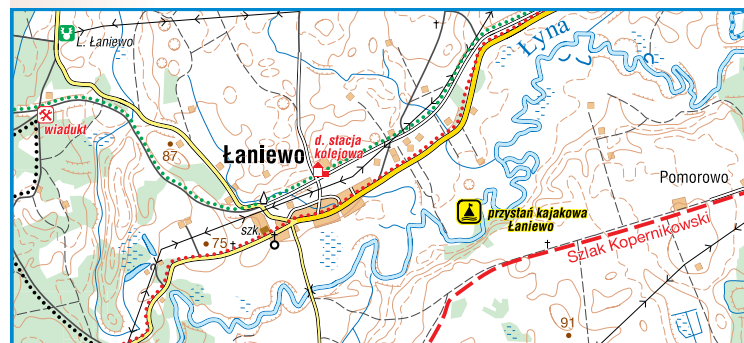 L. Łaniewo
Łyna
wiadukt
87
Łaniewo
d. stacja
kolejowa
Pomorowo
przystań kajakowa
Łaniewo
szk.
75
Szlak Kopernikowski
91